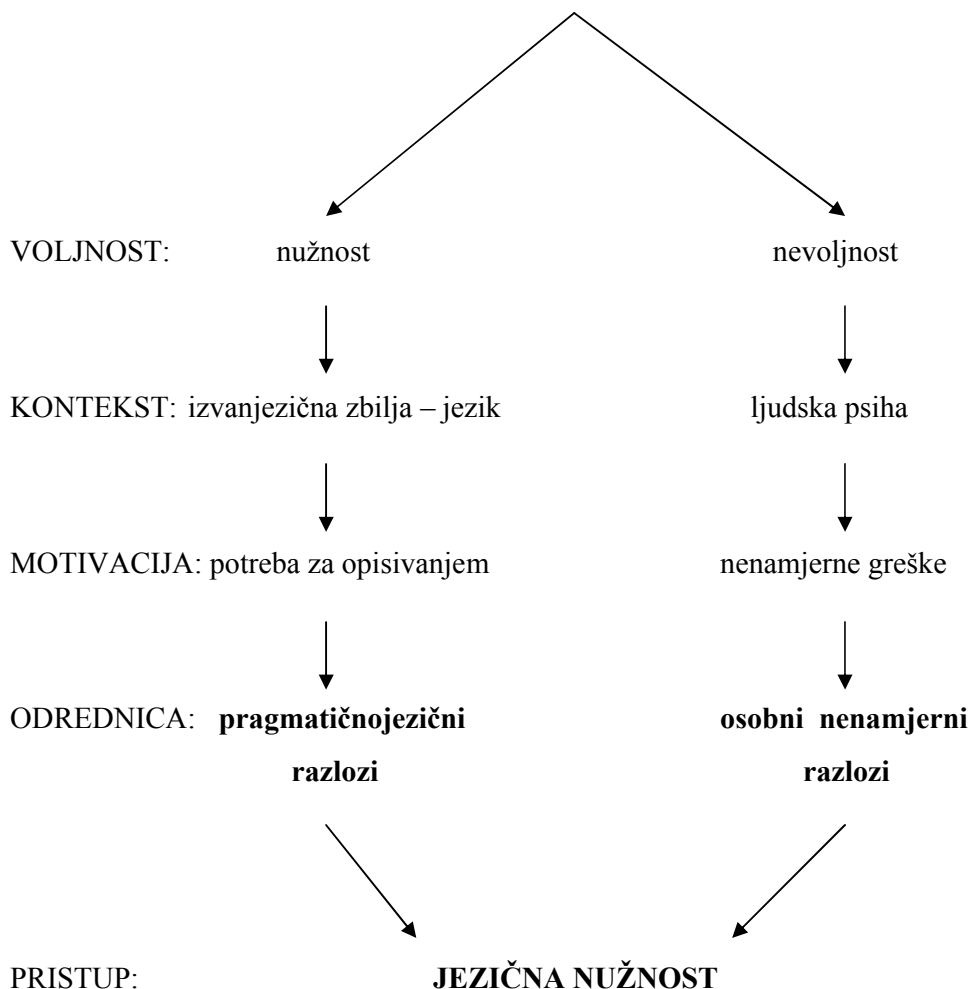 VOLJNOST: nužnost nevoljnost
KONTEKST: izvanjezična zbilja – jezik ljudska psiha
MOTIVACIJA: potreba za opisivanjem nenamjerne greške
ODREDNICA: pragmatičnojezični osobni nenamjerni
razlozi razlozi
PRISTUP: JEZIČNA NUŽNOST